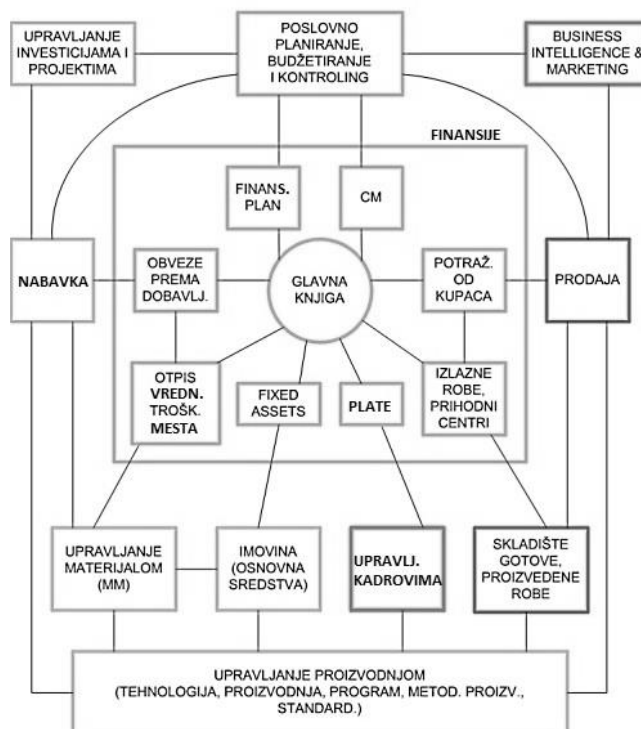 UPRAVLJANJE
INVESTICIJAMA I
PROJEKTIMA
POSLOVNO
PLANIRANJE,
BUDŽETIRANJE
I KONTROLING
BUSINESS
INTELLIGENCE &
MARKETING
FINANSIJE
FINANS.
PLAN
CM
NABAVKA
OBVEZE
PREMA
DOBAVLJ.
GLAVNA
KNJIGA
POTRAŽ.
OD
KUPACA
PRODAJA
OTPIS
VREDN.
TROŠK.
MESTA
FIXED
ASSETS
PLATE
IZLAZNE
ROBE,
PRIHODNI
CENTRI
UPRAVLJANJE
MATERIJALOM
(MM)
IMOVINA
(OSNOVNA
SREDSTVA)
UPRAVLJ.
KADROVIMA
SKLADIŠTE
GOTOVE,
PROIZVEDENE
ROBE
UPRAVLJANJE PROIZVODNJOM
(TEHNOLOGIJA, PROIZVODNJA, PROGRAM, METOD. PROIZV.,
STANDARD.)